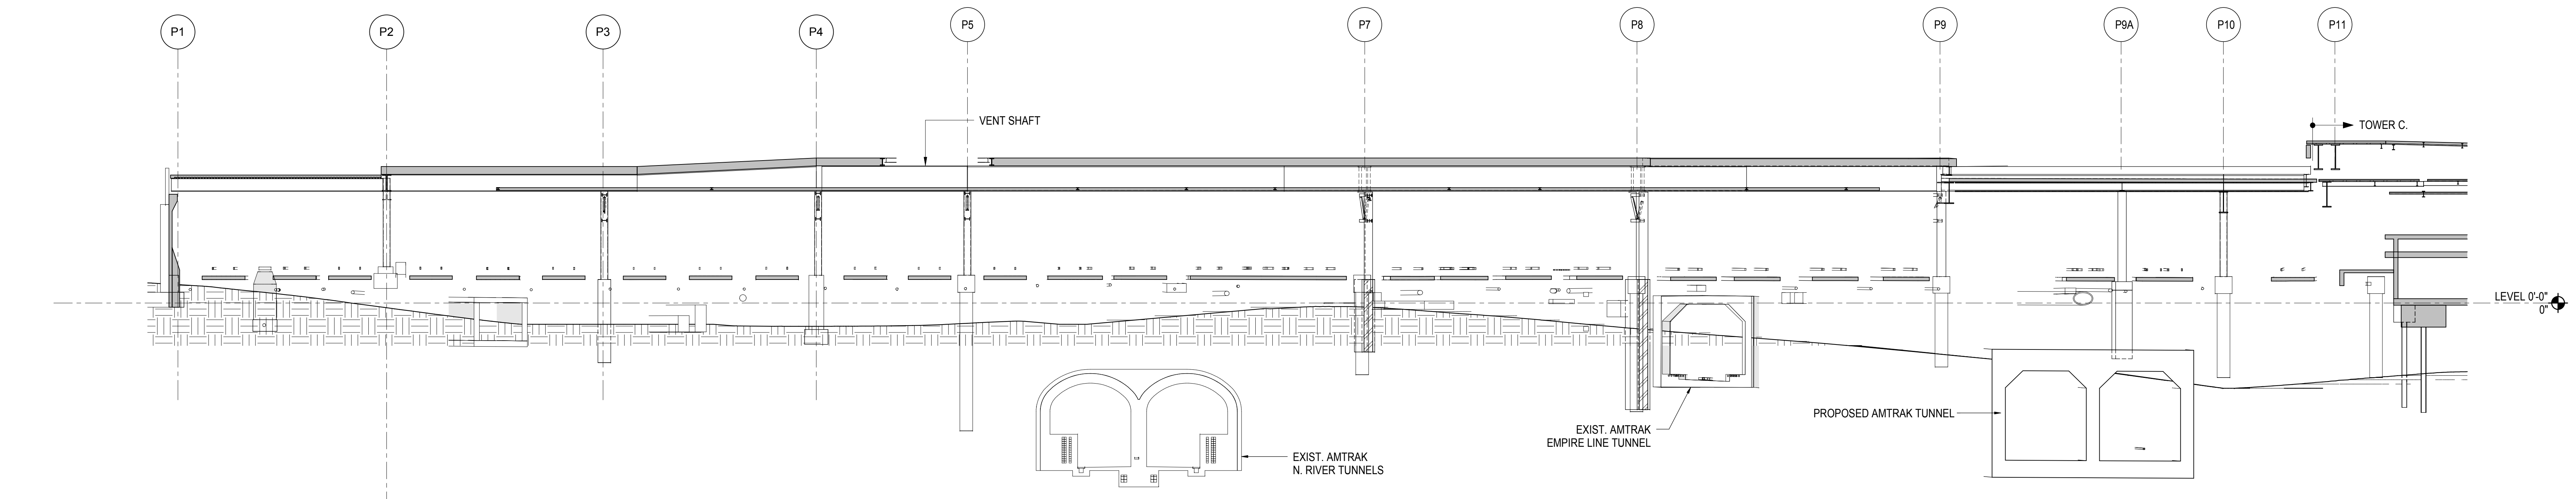 P1
P2
P3
P4
P5
P7
P8
P9
P9A
P10
P11
VENT SHAFT
TOWER C.
LEVEL 0'-0"
0"
PROPOSED AMTRAK TUNNEL
EXIST. AMTRAK
EMPIRE LINE TUNNEL
EXIST. AMTRAK
N. RIVER TUNNELS